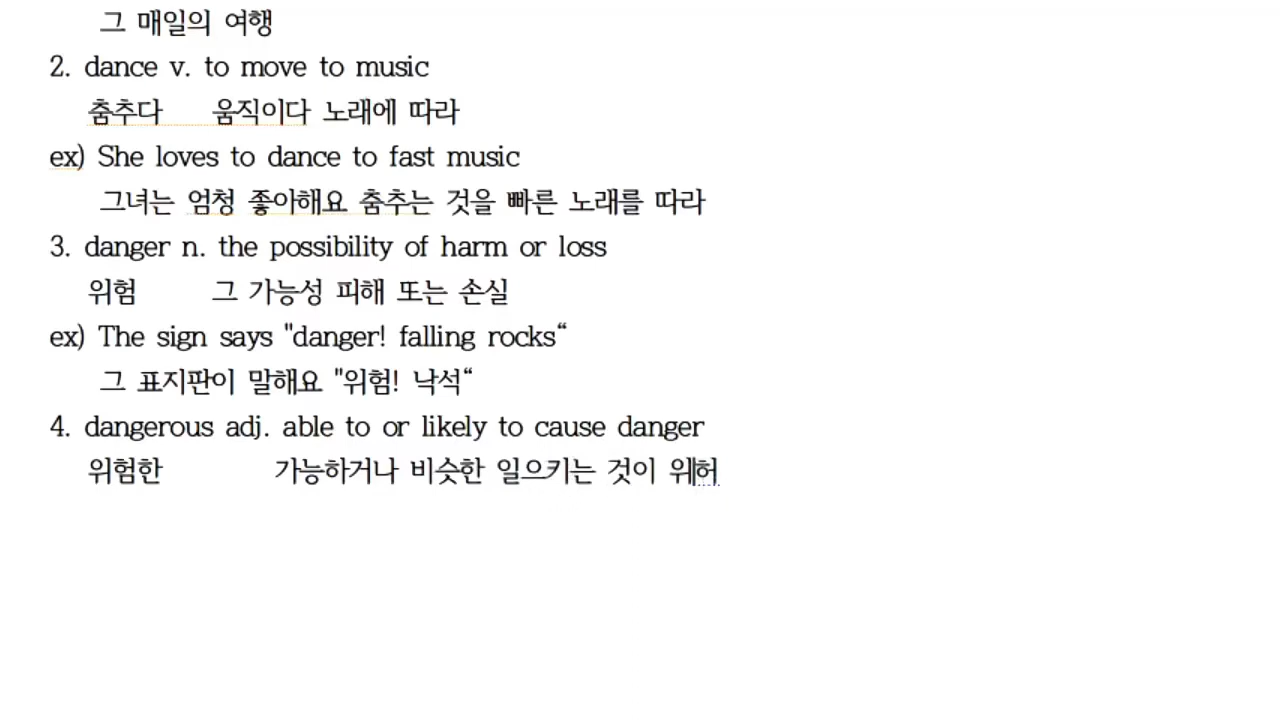 그 매일의 여행
2. dance v. to move to music
춤추다 움직이다 노래에 따라
ex) She loves to dance to fast music
그녀는 엄청 좋아해요 춤추는 것을 빠른 노래를 따라
3. danger n. the possibility of harm or loss
위험 그 가능성 피해 또는 손실
ex) The sign says "danger! falling rocks“
그 표지판이 말해요 "위험! 낙석“
4. dangerous adj. able to or likely to cause danger
위험한 가능하거나 비슷한 일으키는 것이 위허